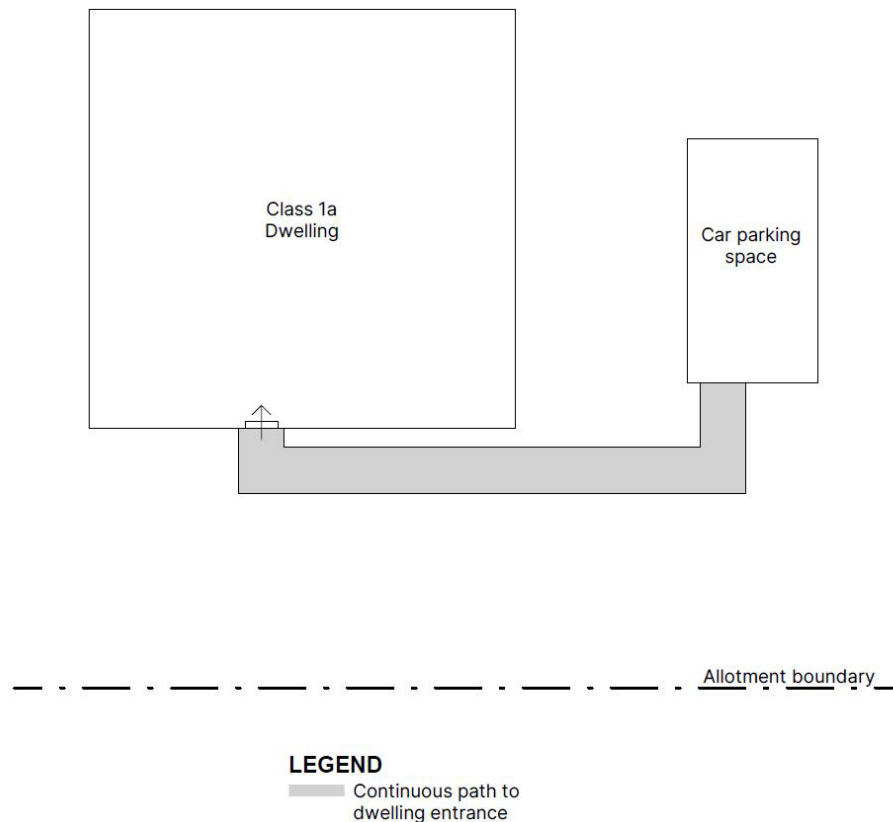 Class 1a
Dwelling
Car parking
space
Allotment boundary
LEGEND
Continuous path to
dwelling entrance